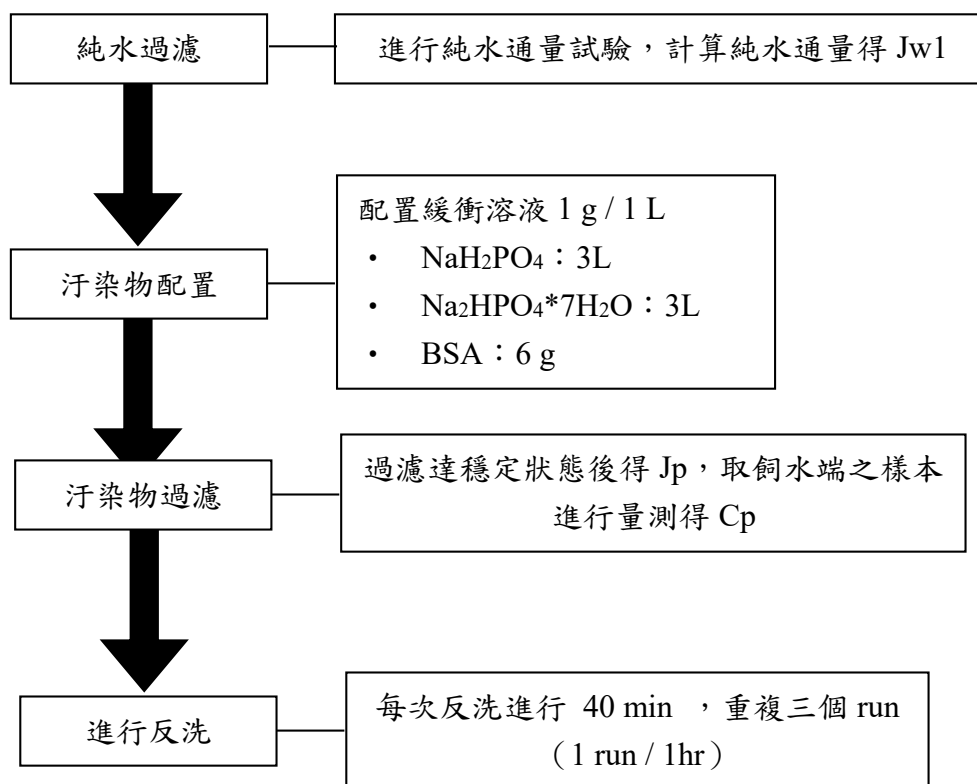 純水過濾
進行純水通量試驗，計算純水通量得 Jw1
汙染物配置
配置緩衝溶液 1 g / 1 L
• NaH₂PO₄：3L
• Na₂HPO₄*7H₂O：3L
• BSA：6 g
汙染物過濾
過濾達穩定狀態後得 Jp，取飼水端之樣本
進行量測得 Cp
進行反洗
每次反洗進行 40 min ，重複三個 run
（1 run / 1hr）